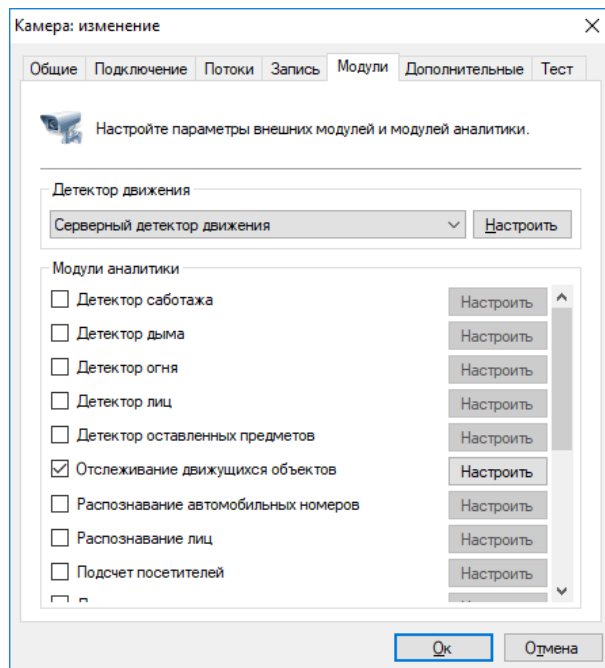 Камера: изменение
Общие Подключение Потоки Запись Модули Дополнительные Тест
Настройте параметры внешних модулей и модулей аналитики.
Детектор движения
Серверный детектор движения Настроить
Модули аналитики
Детектор саботажа Настроить
Детектор дыма Настроить
Детектор огня Настроить
Детектор лиц Настроить
Детектор оставленных предметов Настроить
Отслеживание движущихся объектов Настроить
Распознавание автомобильных номеров Настроить
Распознавание лиц Настроить
Подсчет посетителей Настроить
Ок Отмена